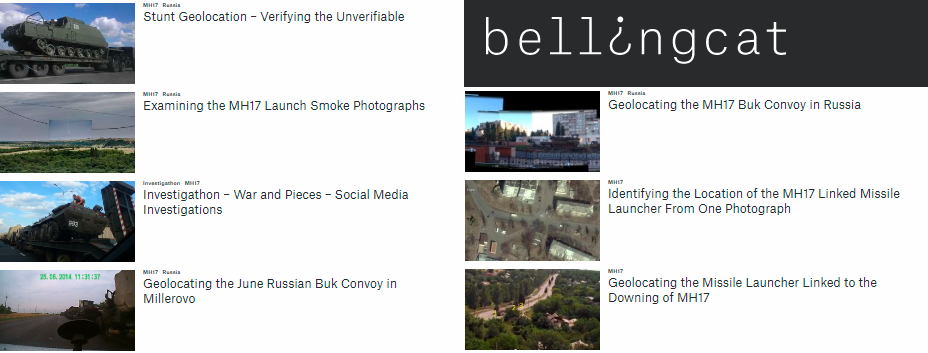 MH17 Russia
Stunt Geolocation – Verifying the Unverifiable
MH17 Russia
Examining the MH17 Launch Smoke Photographs
Investigathon MH17
Investigathon – War and Pieces – Social Media
Investigations
25.06.2014 11:31:37
MH17 Russia
Geolocating the June Russian Buk Convoy in
Millerovo
bell¿ngcat
MH17 Russia
Geolocating the MH17 Buk Convoy in Russia
MH17
Identifying the Location of the MH17 Linked Missile
Launcher From One Photograph
MH17
Geolocating the Missile Launcher Linked to the
Downing of MH17